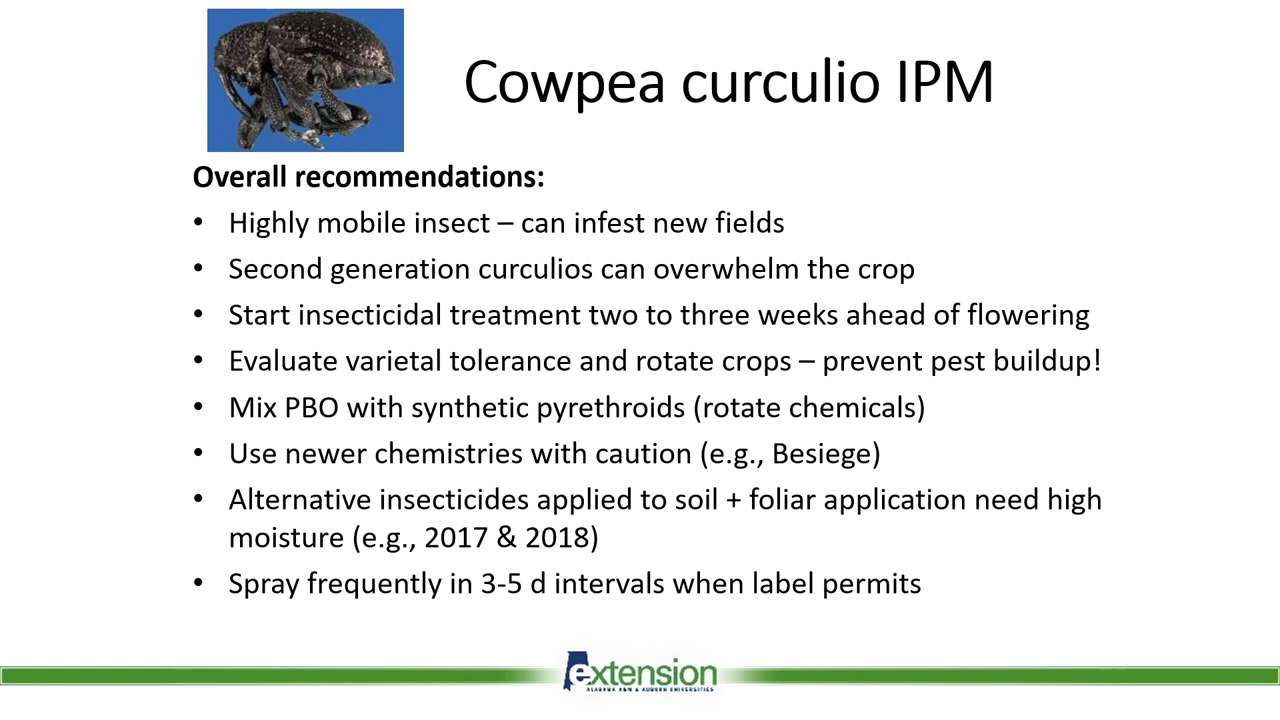 Cowpea curculio IPM
Overall recommendations:
• Highly mobile insect – can infest new fields
• Second generation curculios can overwhelm the crop
• Start insecticidal treatment two to three weeks ahead of flowering
• Evaluate varietal tolerance and rotate crops – prevent pest buildup!
• Mix PBO with synthetic pyrethroids (rotate chemicals)
• Use newer chemistries with caution (e.g., Besiege)
• Alternative insecticides applied to soil + foliar application need high
moisture (e.g., 2017 & 2018)
• Spray frequently in 3-5 d intervals when label permits
extension
ALABAMA A&M & AUBURN UNIVERSITIES